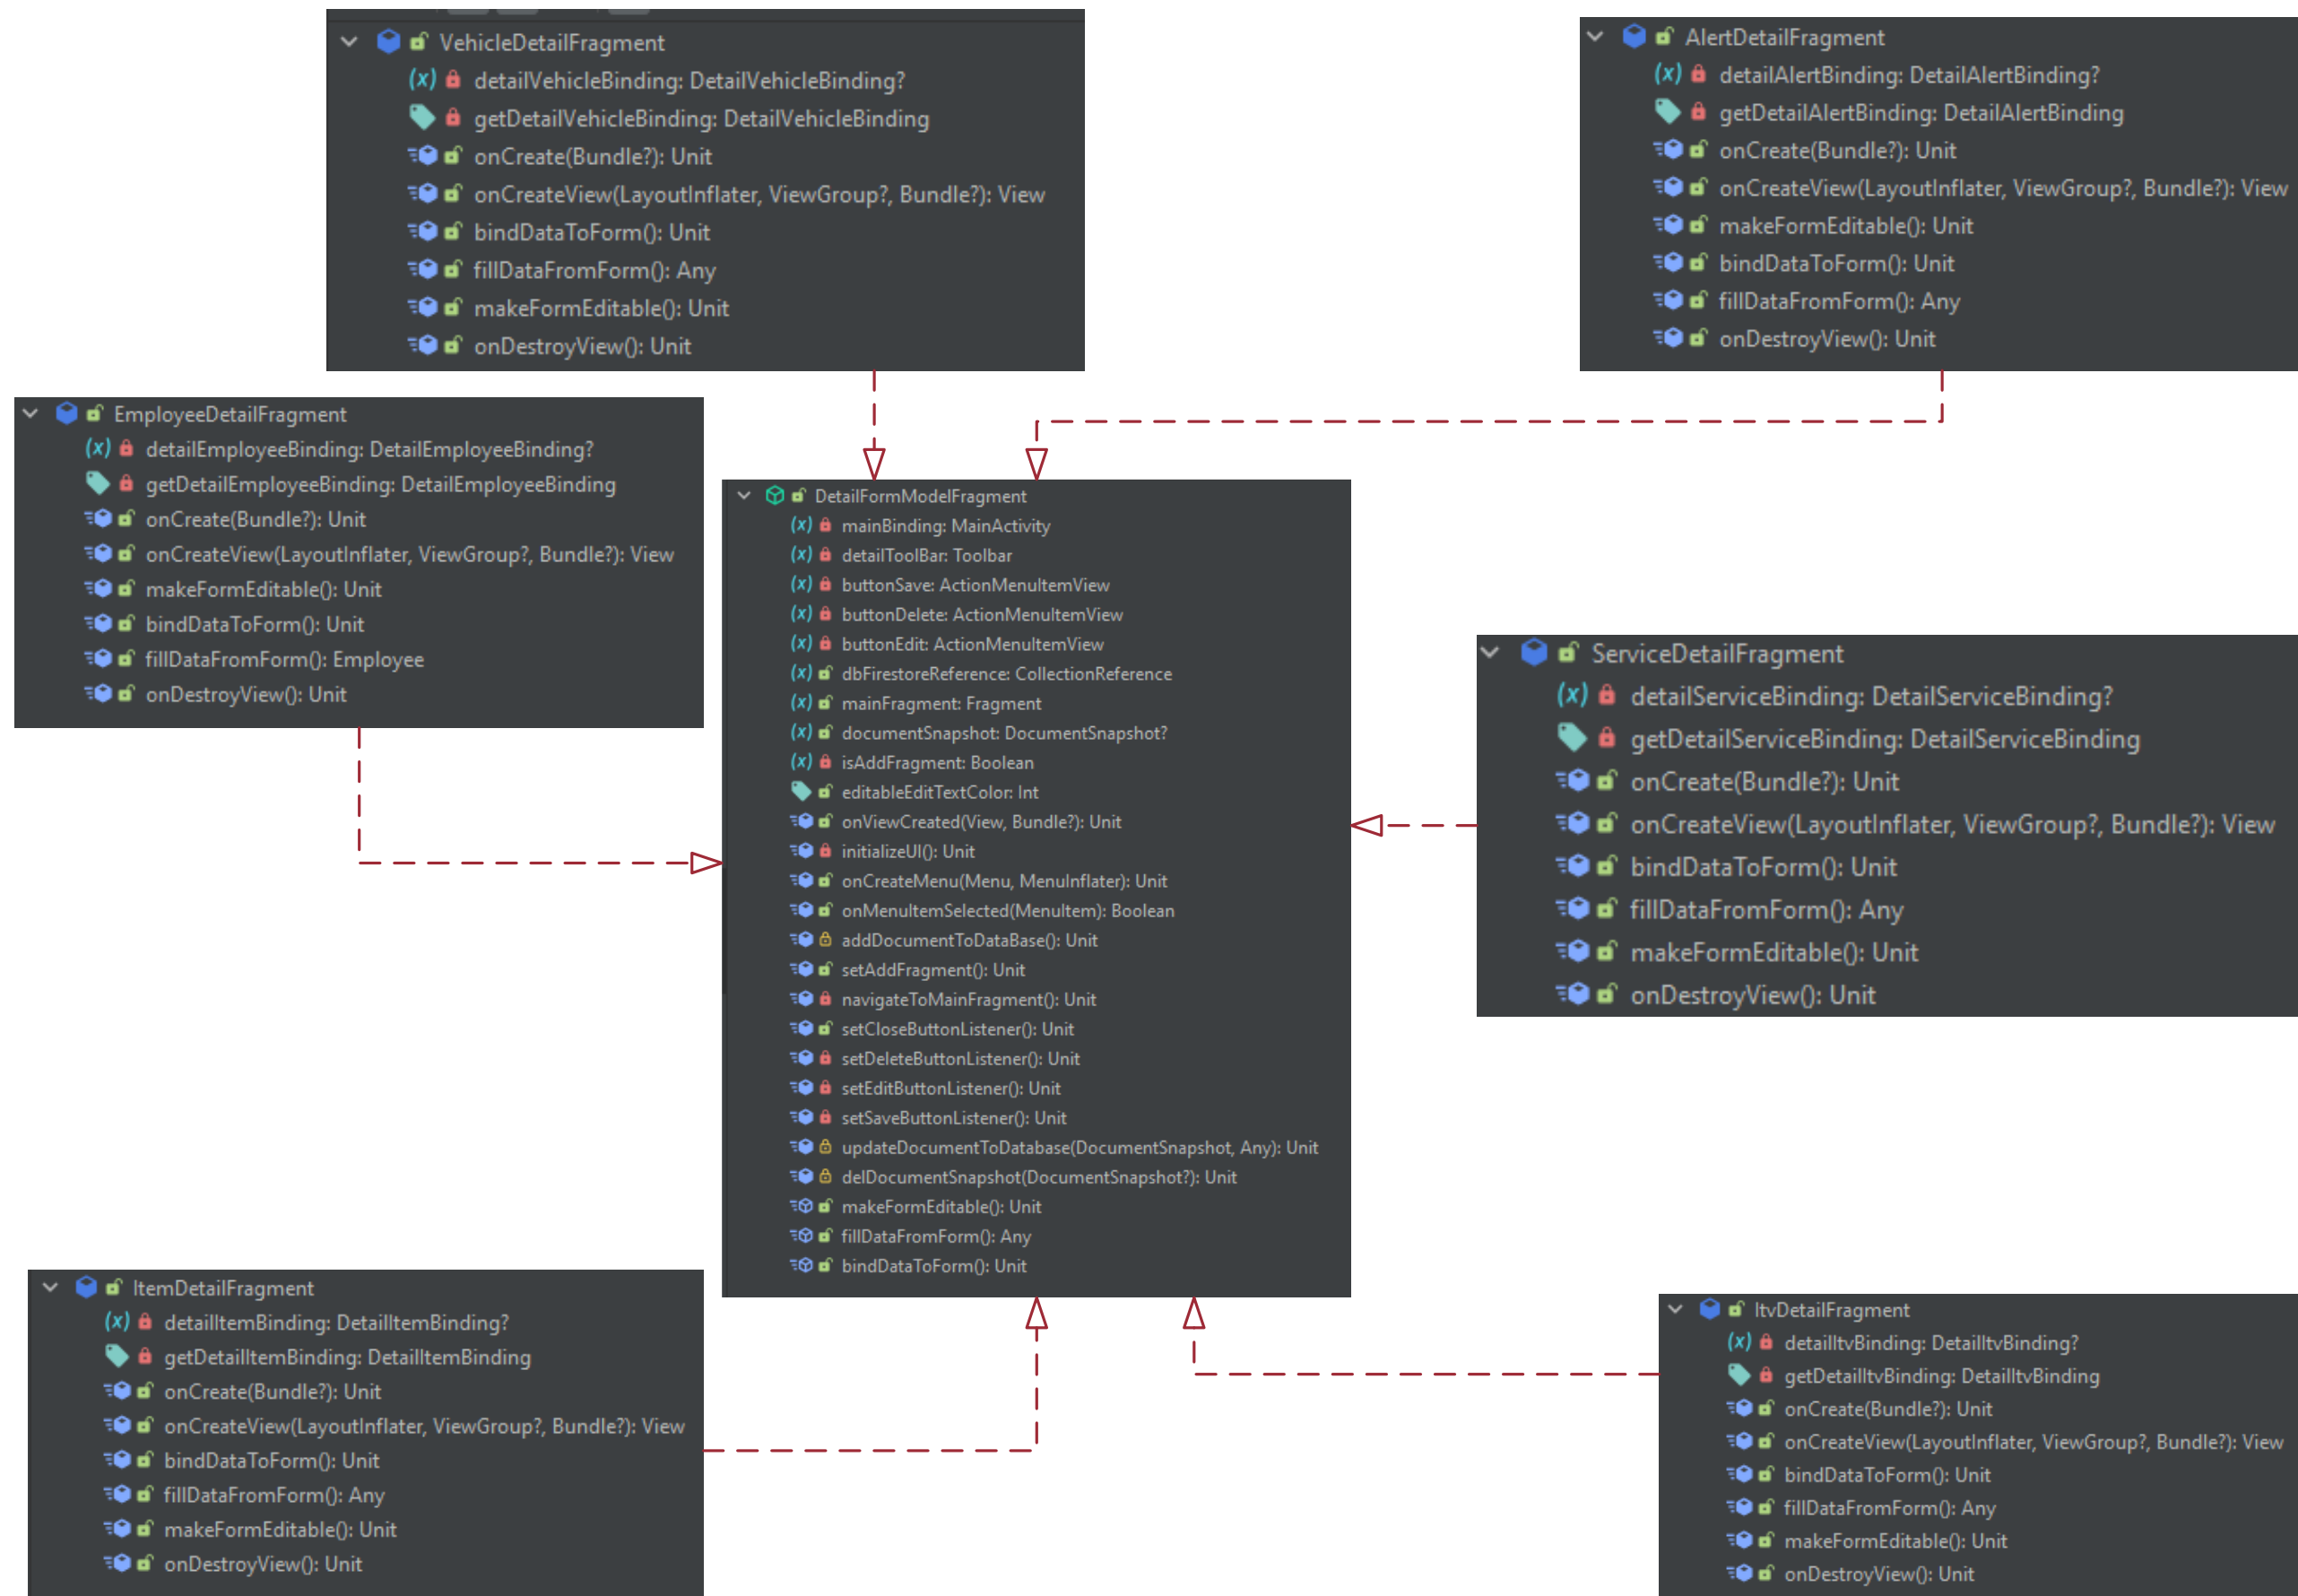 VehicleDetailFragment
(x) detailVehicleBinding: DetailVehicleBinding?
getDetailVehicleBinding: DetailVehicleBinding
onCreate(Bundle?): Unit
onCreateView(LayoutInflater, ViewGroup?, Bundle?): View
bindDataToForm(): Unit
fillDataFromForm(): Any
makeFormEditable(): Unit
onDestroyView(): Unit
AlertDetailFragment
(x) detailAlertBinding: DetailAlertBinding?
getDetailAlertBinding: DetailAlertBinding
onCreate(Bundle?): Unit
onCreateView(LayoutInflater, ViewGroup?, Bundle?): View
makeFormEditable(): Unit
bindDataToForm(): Unit
fillDataFromForm(): Any
onDestroyView(): Unit
EmployeeDetailFragment
(x) detailEmployeeBinding: DetailEmployeeBinding?
getDetailEmployeeBinding: DetailEmployeeBinding
onCreate(Bundle?): Unit
onCreateView(LayoutInflater, ViewGroup?, Bundle?): View
makeFormEditable(): Unit
bindDataToForm(): Unit
fillDataFromForm(): Employee
onDestroyView(): Unit
DetailFormModelFragment
(x) mainBinding: MainActivity
(x) detailToolBar: Toolbar
(x) buttonSave: ActionMenuItemView
(x) buttonDelete: ActionMenuItemView
(x) buttonEdit: ActionMenuItemView
(x) dbFirestoreReference: CollectionReference
(x) mainFragment: Fragment
(x) documentSnapshot: DocumentSnapshot?
(x) isAddFragment: Boolean
editableEditTextColor: Int
onViewCreated(View, Bundle?): Unit
initializeUI(): Unit
onCreateMenu(Menu, MenuInflater): Unit
onMenuItemSelected(MenuItem): Boolean
addDocumentToDataBase(): Unit
setAddFragment(): Unit
navigateToMainFragment(): Unit
setCloseButtonListener(): Unit
setDeleteButtonListener(): Unit
setEditButtonListener(): Unit
setSaveButtonListener(): Unit
updateDocumentToDatabase(DocumentSnapshot, Any): Unit
delDocumentSnapshot(DocumentSnapshot?): Unit
makeFormEditable(): Unit
fillDataFromForm(): Any
bindDataToForm(): Unit
ServiceDetailFragment
(x) detailServiceBinding: DetailServiceBinding?
getDetailServiceBinding: DetailServiceBinding
onCreate(Bundle?): Unit
onCreateView(LayoutInflater, ViewGroup?, Bundle?): View
bindDataToForm(): Unit
fillDataFromForm(): Any
makeFormEditable(): Unit
onDestroyView(): Unit
ItemDetailFragment
(x) detailItemBinding: DetailItemBinding?
getDetailItemBinding: DetailItemBinding
onCreate(Bundle?): Unit
onCreateView(LayoutInflater, ViewGroup?, Bundle?): View
bindDataToForm(): Unit
fillDataFromForm(): Any
makeFormEditable(): Unit
onDestroyView(): Unit
ItvDetailFragment
(x) detailItvBinding: DetailItvBinding?
getDetailItvBinding: DetailItvBinding
onCreate(Bundle?): Unit
onCreateView(LayoutInflater, ViewGroup?, Bundle?): View
bindDataToForm(): Unit
fillDataFromForm(): Any
makeFormEditable(): Unit
onDestroyView(): Unit